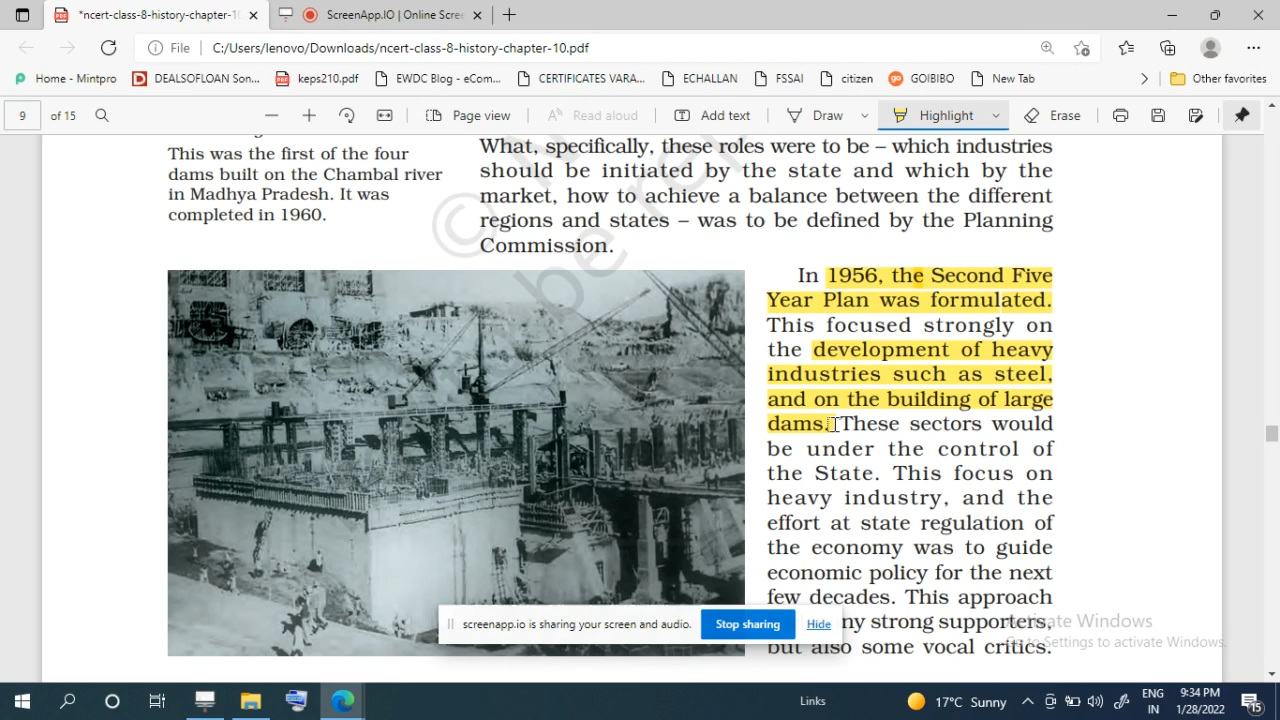 *ncert-class-8-history-chapter-10
ScreenApp.IO | Online Scree
File
C:/Users/lenovo/Downloads/ncert-class-8-history-chapter-10.pdf
Home - Mintpro
DEALSOFLOAN Son...
keps210.pdf
EWDC Blog - eCom...
CERTIFICATES VARA...
ECHALLAN
FSSAI
citizen
GOIBIBO
New Tab
Other favorites
9 of 15
Page view
Read aloud
Add text
Draw
Highlight
Erase
This was the first of the four
dams built on the Chambal river
in Madhya Pradesh. It was
completed in 1960.
What, specifically, these roles were to be – which industries
should be initiated by the state and which by the
market, how to achieve a balance between the different
regions and states – was to be defined by the Planning
Commission.
In 1956, the Second Five
Year Plan was formulated.
This focused strongly on
the development of heavy
industries such as steel,
and on the building of large
dams. These sectors would
be under the control of
the State. This focus on
heavy industry, and the
effort at state regulation of
the economy was to guide
economic policy for the next
few decades. This approach
ny strong supporters,
but also some vocal critics.
© N
be re
screenapp.io is sharing your screen and audio.
Stop sharing
Hide
Activate Windows
Go to Settings to activate Windows.
Links
17°C Sunny
ENG
IN
9:34 PM
1/28/2022
15